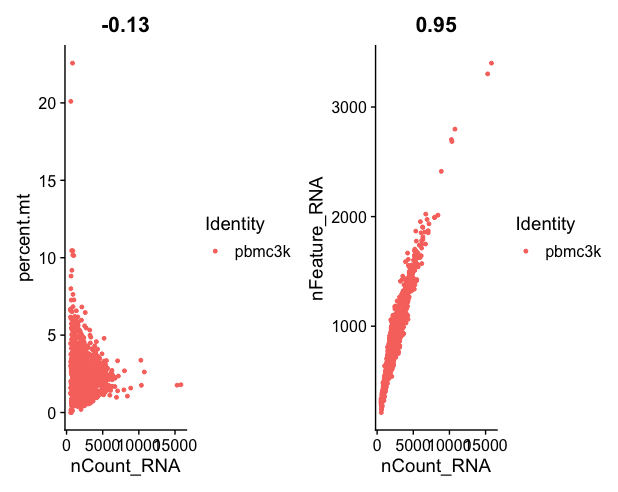 -0.13
percent.mt
20
15
10
5
0
0
5000
10000
15000
nCount_RNA
Identity
pbmc3k
0.95
nFeature_RNA
3000
2000
1000
0
5000
10000
15000
nCount_RNA
Identity
pbmc3k